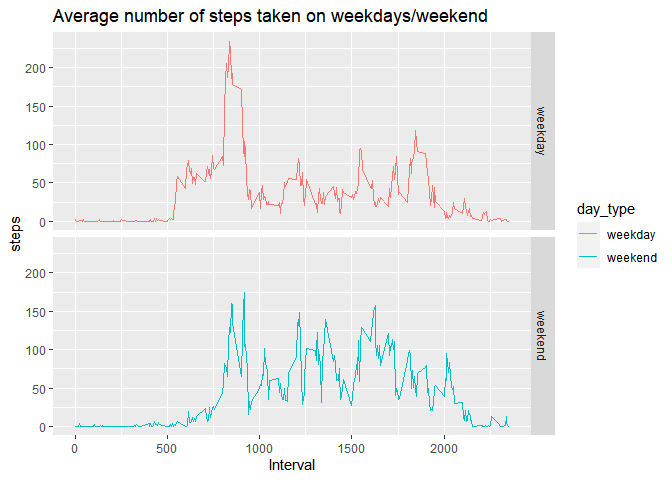 Average number of steps taken on weekdays/weekend
200
150
100
50
0
weekday
200
150
100
50
0
weekend
steps
0
500
1000
1500
2000
Interval
day_type
weekday
weekend